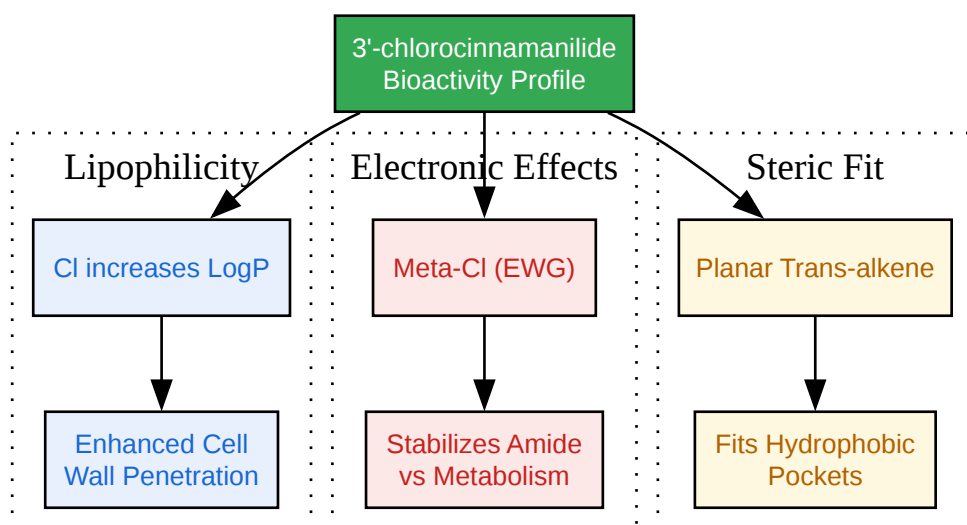 3'-chlorocinnamanilide
Bioactivity Profile
Lipophilicity
Electronic Effects
Steric Fit
Cl increases LogP
Meta-Cl (EWG)
Planar Trans-alkene
Enhanced Cell
Wall Penetration
Stabilizes Amide
vs Metabolism
Fits Hydrophobic
Pockets